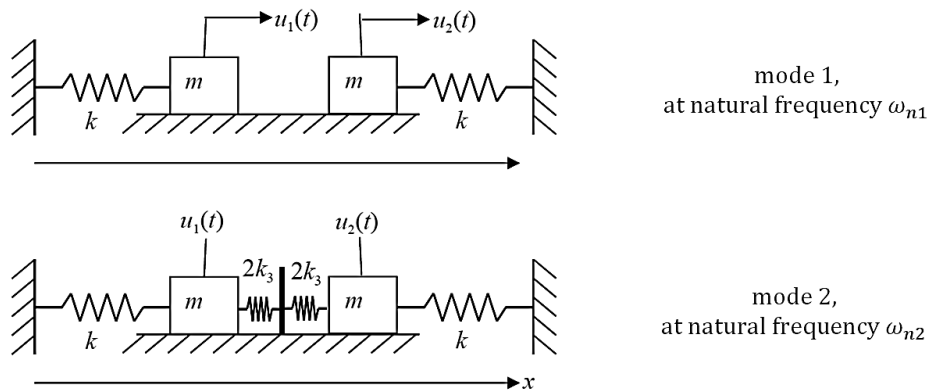 u₁(t) u₂(t)
m m
k k
mode 1,
at natural frequency ωₙ₁
u₁(t) u₂(t)
2k₃ 2k₃
m m
k k
x
mode 2,
at natural frequency ωₙ₂